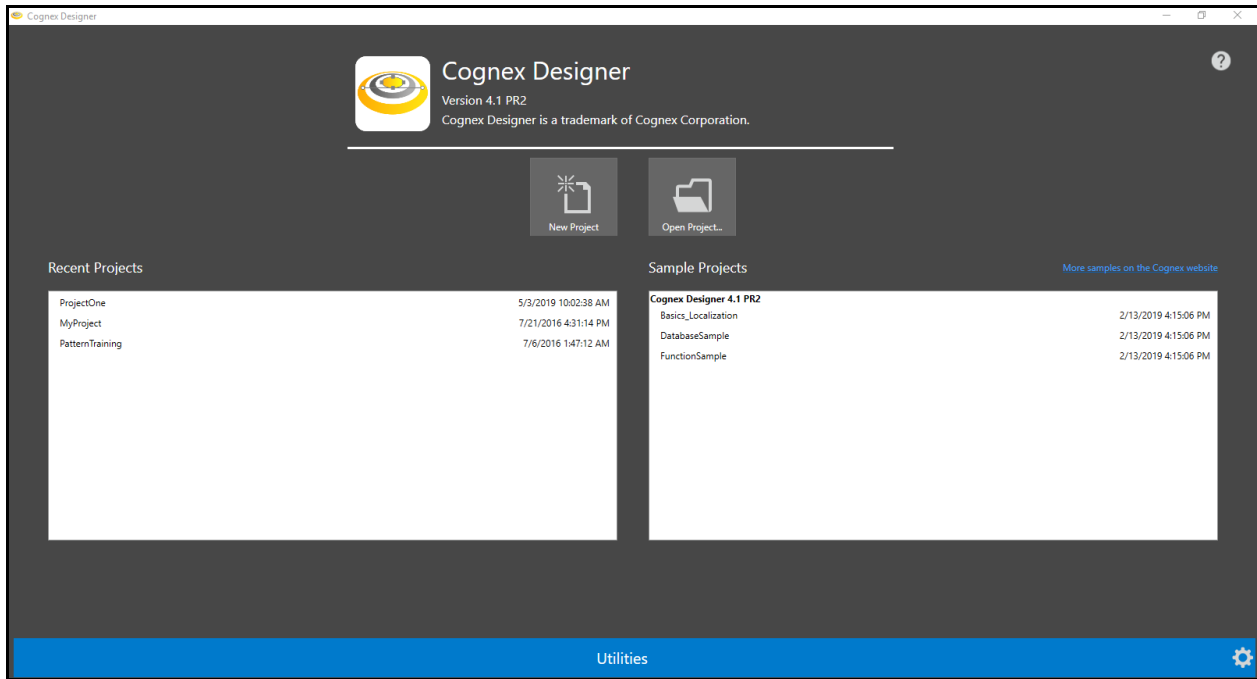 Cognex Designer
Cognex Designer
Version 4.1 PR2
Cognex Designer is a trademark of Cognex Corporation.
New Project
Open Project...
Recent Projects
ProjectOne 5/3/2019 10:02:38 AM
MyProject 7/21/2016 4:31:14 PM
PatternTraining 7/6/2016 1:47:12 AM
Sample Projects
More samples on the Cognex website
Cognex Designer 4.1 PR2
Basics_Localization 2/13/2019 4:15:06 PM
DatabaseSample 2/13/2019 4:15:06 PM
FunctionSample 2/13/2019 4:15:06 PM
Utilities